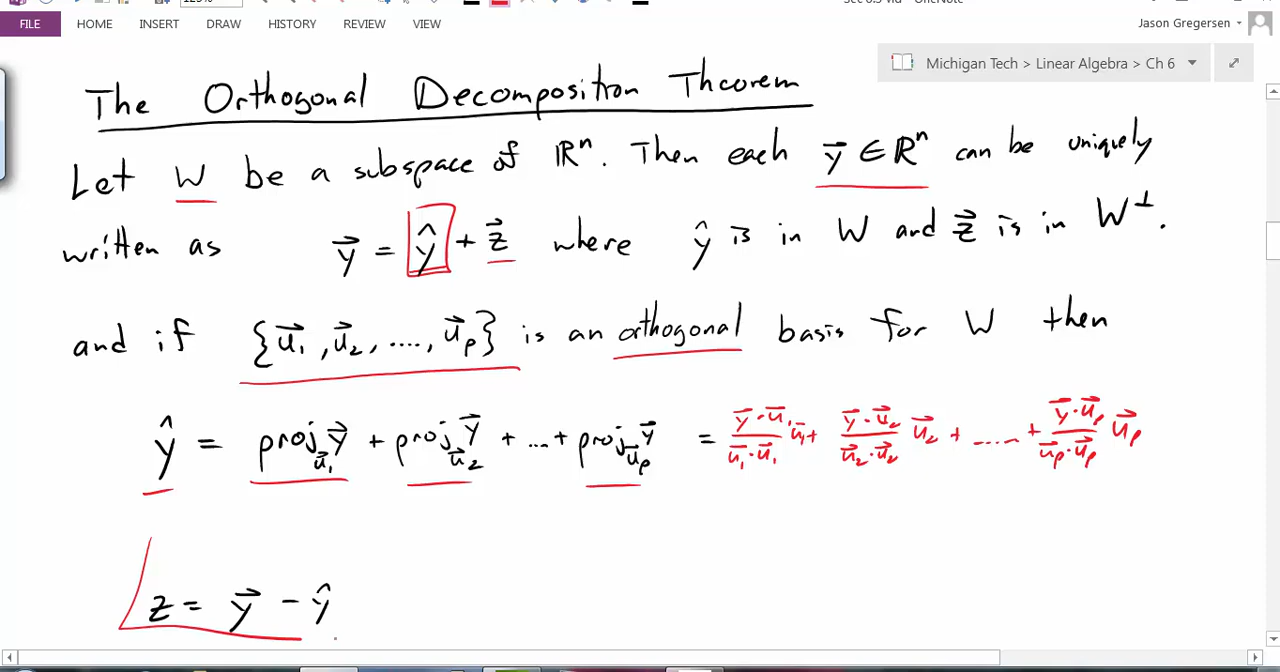 FILE HOME INSERT DRAW HISTORY REVIEW VIEW Jason Gregersen
Michigan Tech > Linear Algebra > Ch 6
The Orthogonal Decomposition Theorem
Let W be a subspace of ℝⁿ. Then each y⃗ ∈ ℝⁿ can be uniquely
written as y⃗ = ŷ + z⃗ where ŷ is in W and z⃗ is in W⊥.
and if {u⃗₁, u⃗₂, ...., u⃗ₚ} is an orthogonal basis for W then
ŷ = proj_u⃗₁ y⃗ + proj_u⃗₂ y⃗ + ... + proj_u⃗ₚ y⃗ = (y⃗·u⃗₁)/(u⃗₁·u⃗₁) u⃗₁ + (y⃗·u⃗₂)/(u⃗₂·u⃗₂) u⃗₂ + ..... + (y⃗·u⃗ₚ)/(u⃗ₚ·u⃗ₚ) u⃗ₚ
z = y⃗ - ŷ